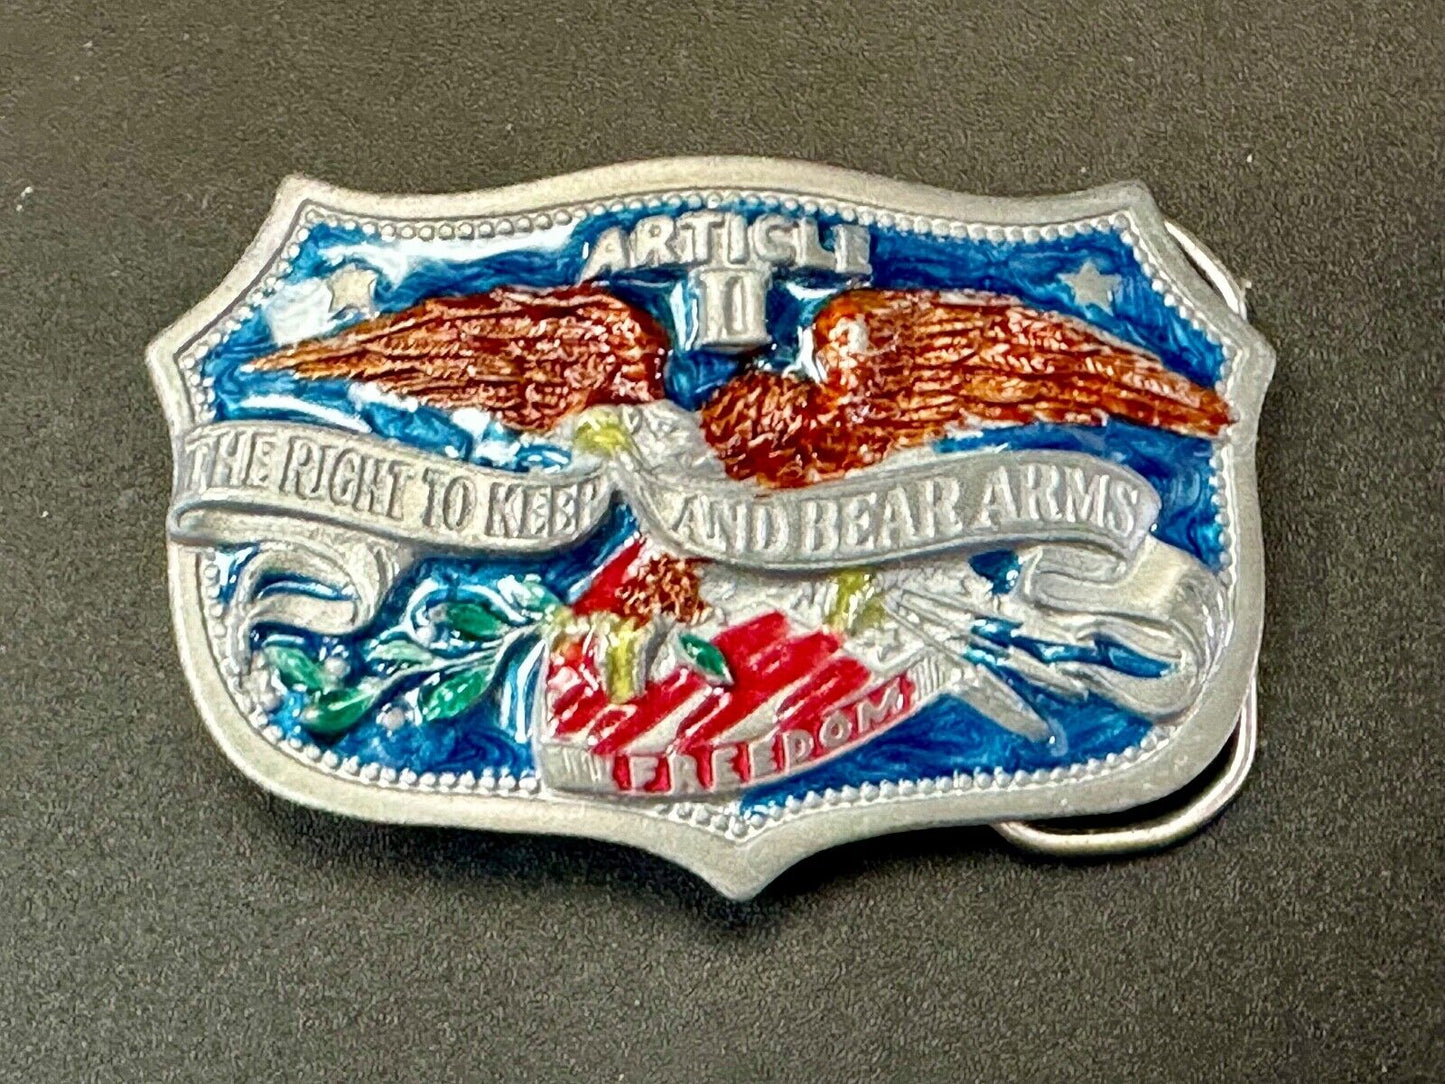 ARTICLE
II
THE RIGHT TO KEEP AND BEAR ARMS
FREEDOM